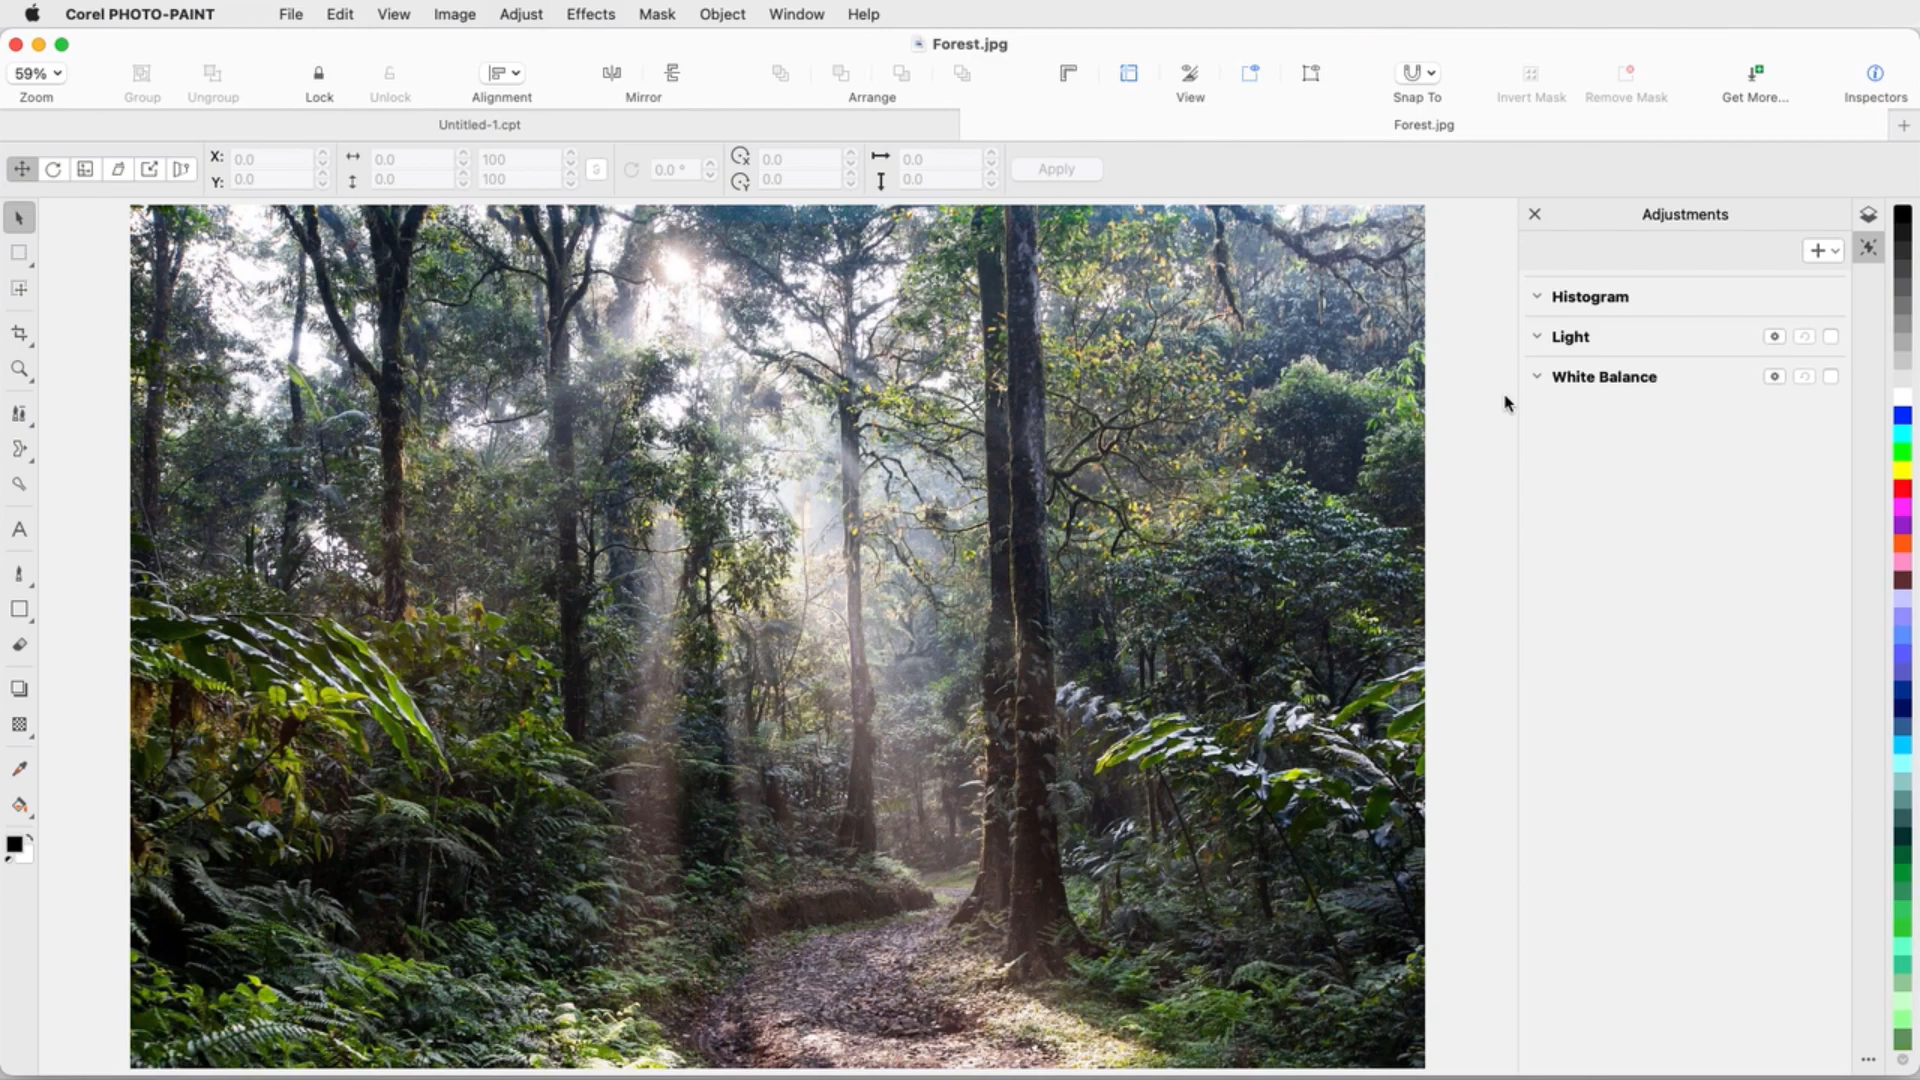 Corel PHOTO-PAINT File Edit View Image Adjust Effects Mask Object Window Help
Forest.jpg
59%
Zoom Group Ungroup Lock Unlock Alignment Mirror Arrange View Snap To Invert Mask Remove Mask Get More... Inspectors
Untitled-1.cpt Forest.jpg
X: 0.0 0.0 100 0.0 ° 0.0 0.0 Apply
Y: 0.0 0.0 100 0.0 0.0
Adjustments
Histogram
Light
White Balance